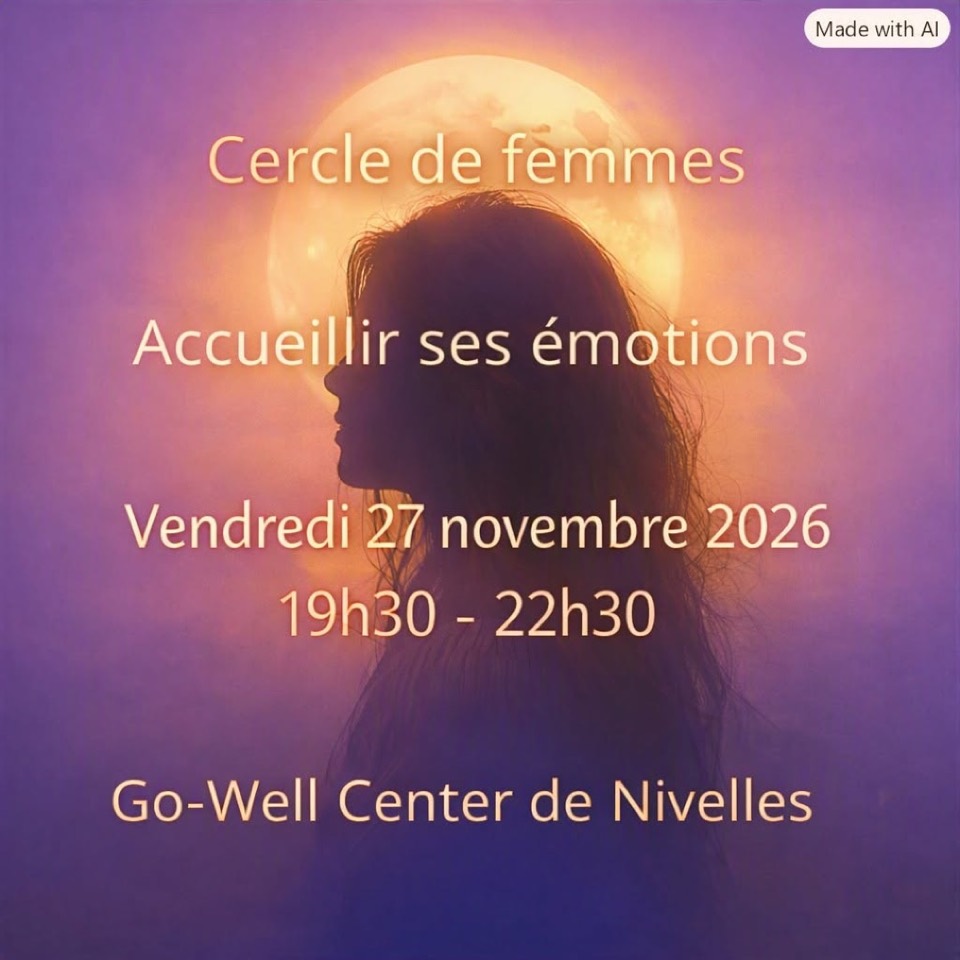 Made with AI
Cercle de femmes
Accueillir ses émotions
Vendredi 27 novembre 2026
19h30 - 22h30
Go-Well Center de Nivelles